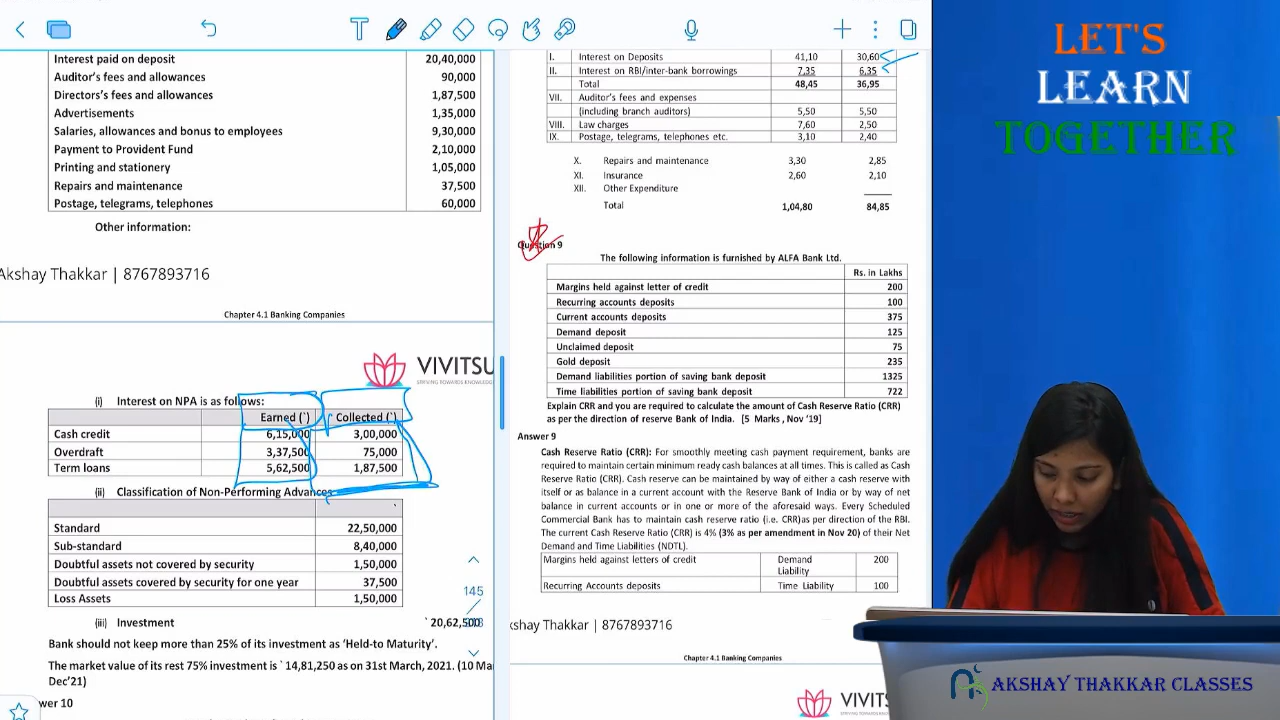 Interest paid on deposit 20,40,000
Auditor's fees and allowances 90,000
Director's fees and allowances 1,87,500
Advertisements 1,35,000
Salaries, allowances and bonus to employees 9,30,000
Payment to Provident Fund 2,10,000
Printing and stationery 1,05,000
Repairs and maintenance 37,500
Postage, telegrams, telephones 60,000
Other information:
Akshay Thakkar | 8767893716
Chapter 4.1 Banking Companies
VIVITSU
STRIVING TOWARDS KNOWLED
(i) Interest on NPA is as follows:
Earned (`) Collected (`)
Cash credit 6,15,000 3,00,000
Overdraft 3,37,500 75,000
Term loans 5,62,500 1,87,500
(ii) Classification of Non-Performing Advances
`
Standard 22,50,000
Sub-standard 8,40,000
Doubtful assets not covered by security 1,50,000
Doubtful assets covered by security for one year 37,500
Loss Assets 1,50,000
145
(iii) Investment ` 20,62,500
Bank should not keep more than 25% of its investment as 'Held-to Maturity'.
The market value of its rest 75% investment is ` 14,81,250 as on 31st March, 2021. (10 Ma
Dec'21)
wer 10
I. Interest on Deposits 41,10 30,60
II. Interest on RBI/inter-bank borrowings 7,35 6,35
Total 48,45 36,95
VII. Auditor's fees and expenses
(including branch auditors) 5,50 5,50
VIII. Law charges 7,60 2,50
IX. Postage, telegrams, telephones etc. 3,10 2,40
X. Repairs and maintenance 3,30 2,85
XI. Insurance 2,60 2,10
XII. Other Expenditure
Total 1,04,80 84,85
Question 9
The following information is furnished by ALFA Bank Ltd.
Rs. in Lakhs
Margins held against letter of credit 200
Recurring accounts deposits 100
Current accounts deposits 375
Demand deposit 125
Unclaimed deposit 75
Gold deposit 235
Demand liabilities portion of saving bank deposit 1325
Time liabilities portion of saving bank deposit 722
Explain CRR and you are required to calculate the amount of Cash Reserve Ratio (CRR)
as per the direction of reserve Bank of India. [5 Marks , Nov '19]
Answer 9
Cash Reserve Ratio (CRR): For smoothly meeting cash payment requirement, banks are
required to maintain certain minimum ready cash balances at all times. This is called as Cash
Reserve Ratio (CRR). Cash reserve can be maintained by way of either a cash reserve with
itself or as balance in a current account with the Reserve Bank of India or by way of net
balance in current accounts or in one or more of the aforesaid ways. Every Scheduled
Commercial Bank has to maintain cash reserve ratio (i.e. CRR)as per direction of the RBI.
The current Cash Reserve Ratio (CRR) is 4% (3% as per amendment in Nov 20) of their Net
Demand and Time Liabilities (NDTL).
Margins held against letters of credit Demand Liability 200
Recurring Accounts deposits Time Liability 100
kshay Thakkar | 8767893716
Chapter 4.1 Banking Companies
VIVITSU
LET'S
LEARN
TOGETHER
AKSHAY THAKKAR CLASSES